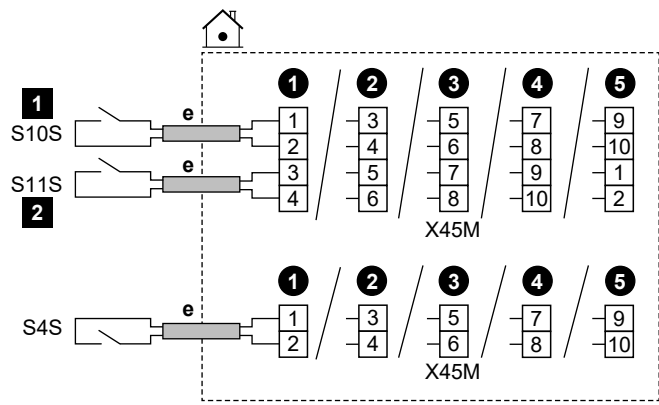 1 2 3 4 5
1 e 1 3 5 7 9
S10S 2 4 6 8 10
e 3 5 7 9 1
S11S 4 6 8 10 2
2 X45M
1 2 3 4 5
e 1 3 5 7 9
S4S 2 4 6 8 10
X45M